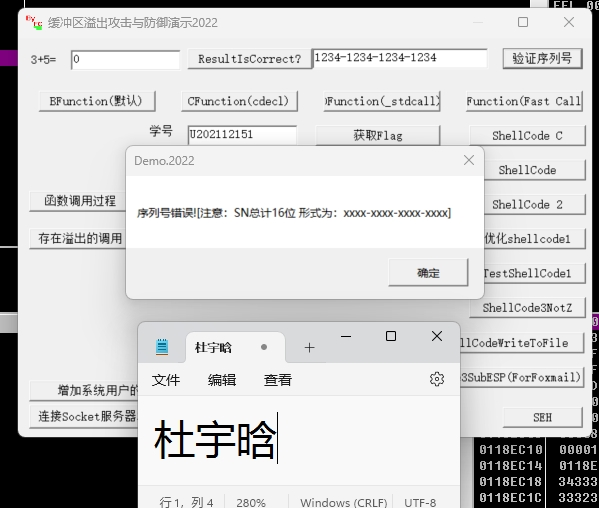 EFL 00
缓冲区溢出攻击与防御演示2022
3+5=
0
ResultIsCorrect?
1234-1234-1234-1234
验证序列号
BFunction(默认)
CFunction(cdecl)
Function(_stdcall)
Function(Fast Call
学号
U202112151
获取Flag
ShellCode C
Demo.2022
ShellCode
序列号错误![注意：SN总计16位 形式为：xxxx-xxxx-xxxx-xxxx]
函数调用过程
ShellCode 2
存在溢出的调用
优化shellcode1
确定
TestShellCode1
ShellCode3NotZ
杜宇晗
llCodeWriteToFile
文件
编辑
查看
3SubESP(ForFoxmail)
增加系统用户的
连接Socket服务器
SEH
杜宇晗
0118EC10 00001
0118EC14 0118E
0118EC18 34333
0118EC1C 33323
行 1，列 4
280%
Windows (CRLF)
UTF-8